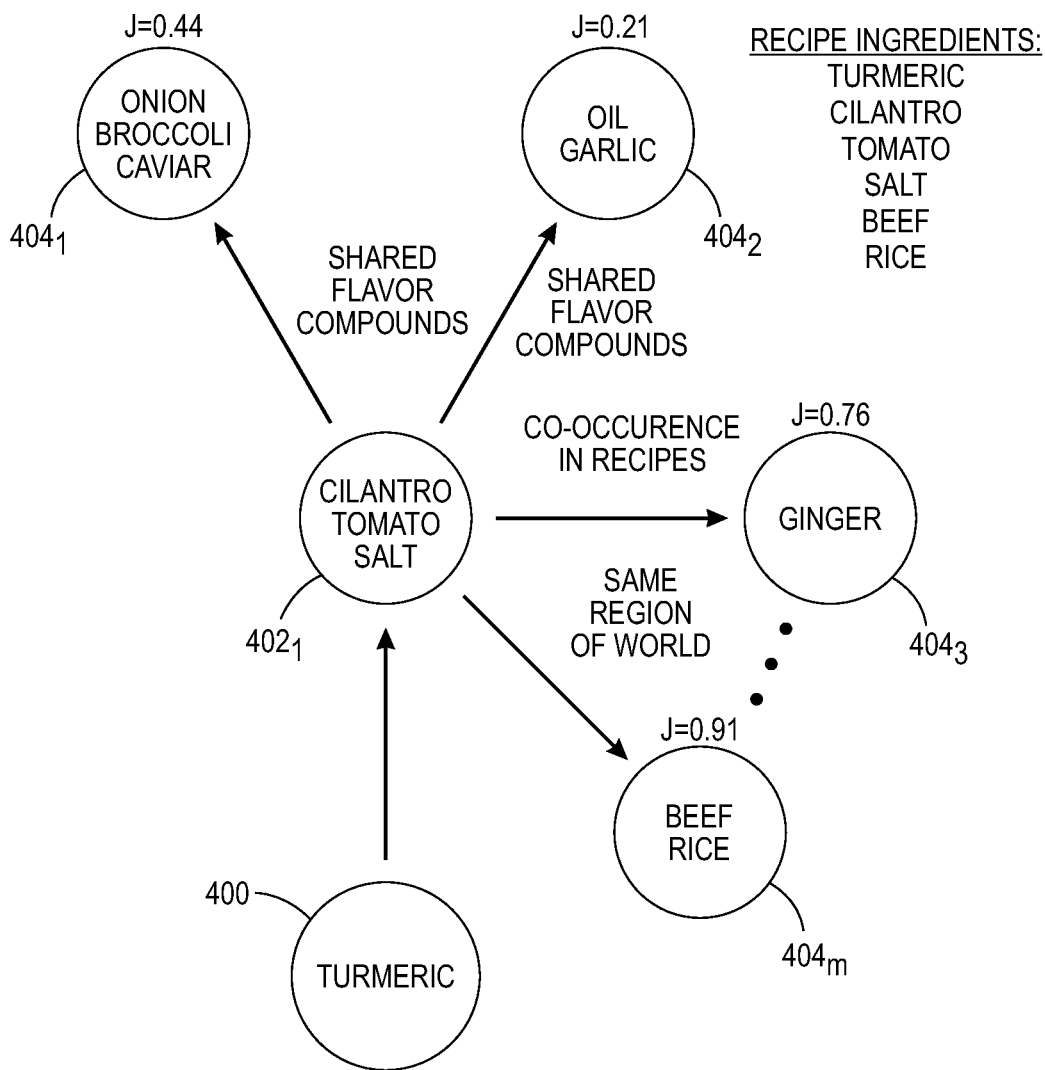 J=0.44
ONION
BROCCOLI
CAVIAR
404₁
J=0.21
OIL
GARLIC
404₂
RECIPE INGREDIENTS:
TURMERIC
CILANTRO
TOMATO
SALT
BEEF
RICE
SHARED
FLAVOR
COMPOUNDS
SHARED
FLAVOR
COMPOUNDS
CO-OCCURENCE
IN RECIPES
J=0.76
GINGER
404₃
CILANTRO
TOMATO
SALT
402₁
SAME
REGION
OF WORLD
J=0.91
BEEF
RICE
404ₘ
400
TURMERIC